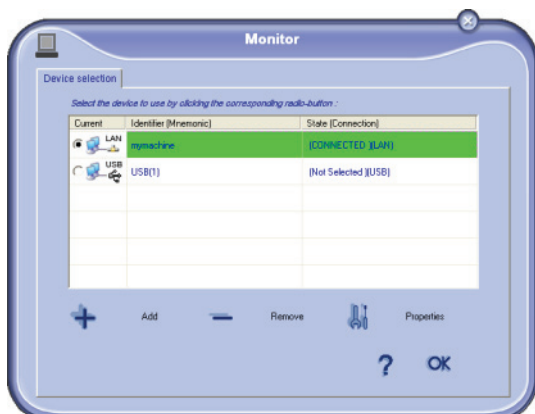 Monitor
Device selection
Select the device to use by clicking the corresponding radio-button :
Current Identifier (Mnemonic) State (Connection)
LAN mymachine (CONNECTED )(LAN)
USB USB(1) (Not Selected )(USB)
Add Remove Properties
? OK